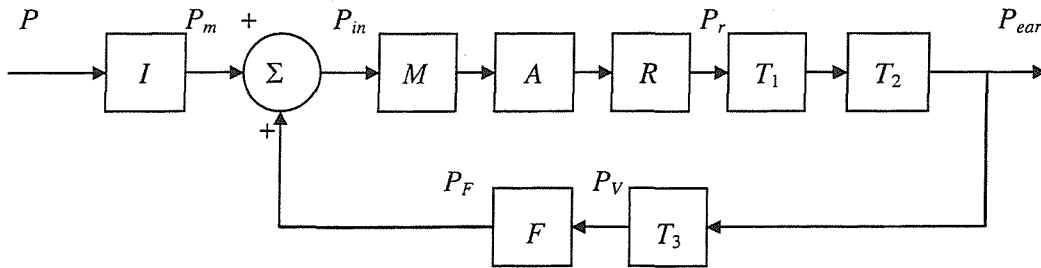 P P_m + P_in P_r P_ear
I Σ M A R T_1 T_2
+
P_F P_V
F T_3